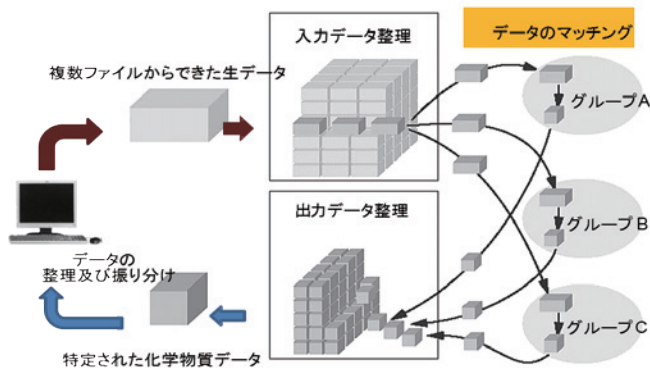 入力データ整理
データのマッチング
複数ファイルからできた生データ
グループA
グループB
出力データ整理
データの
整理及び振り分け
グループC
特定された化学物質データ